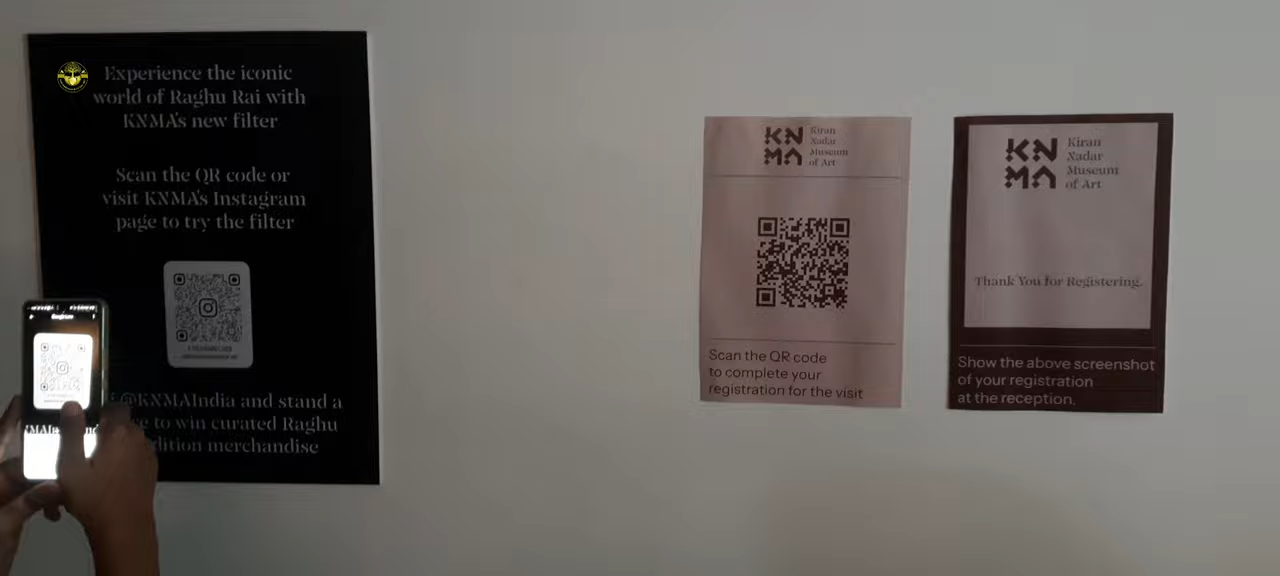 Experience the iconic
world of Raghu Rai with
KNMA's new filter
Scan the QR code or
visit KNMA's Instagram
page to try the filter
@KNMAIndia and stand a
to win curated Raghu
merchandise
KN
MA
Kiran
Nadar
Museum
of Art
Scan the QR code
to complete your
registration for the visit
KN
MA
Kiran
Nadar
Museum
of Art
Thank You for Registering.
Show the above screenshot
of your registration
at the reception.